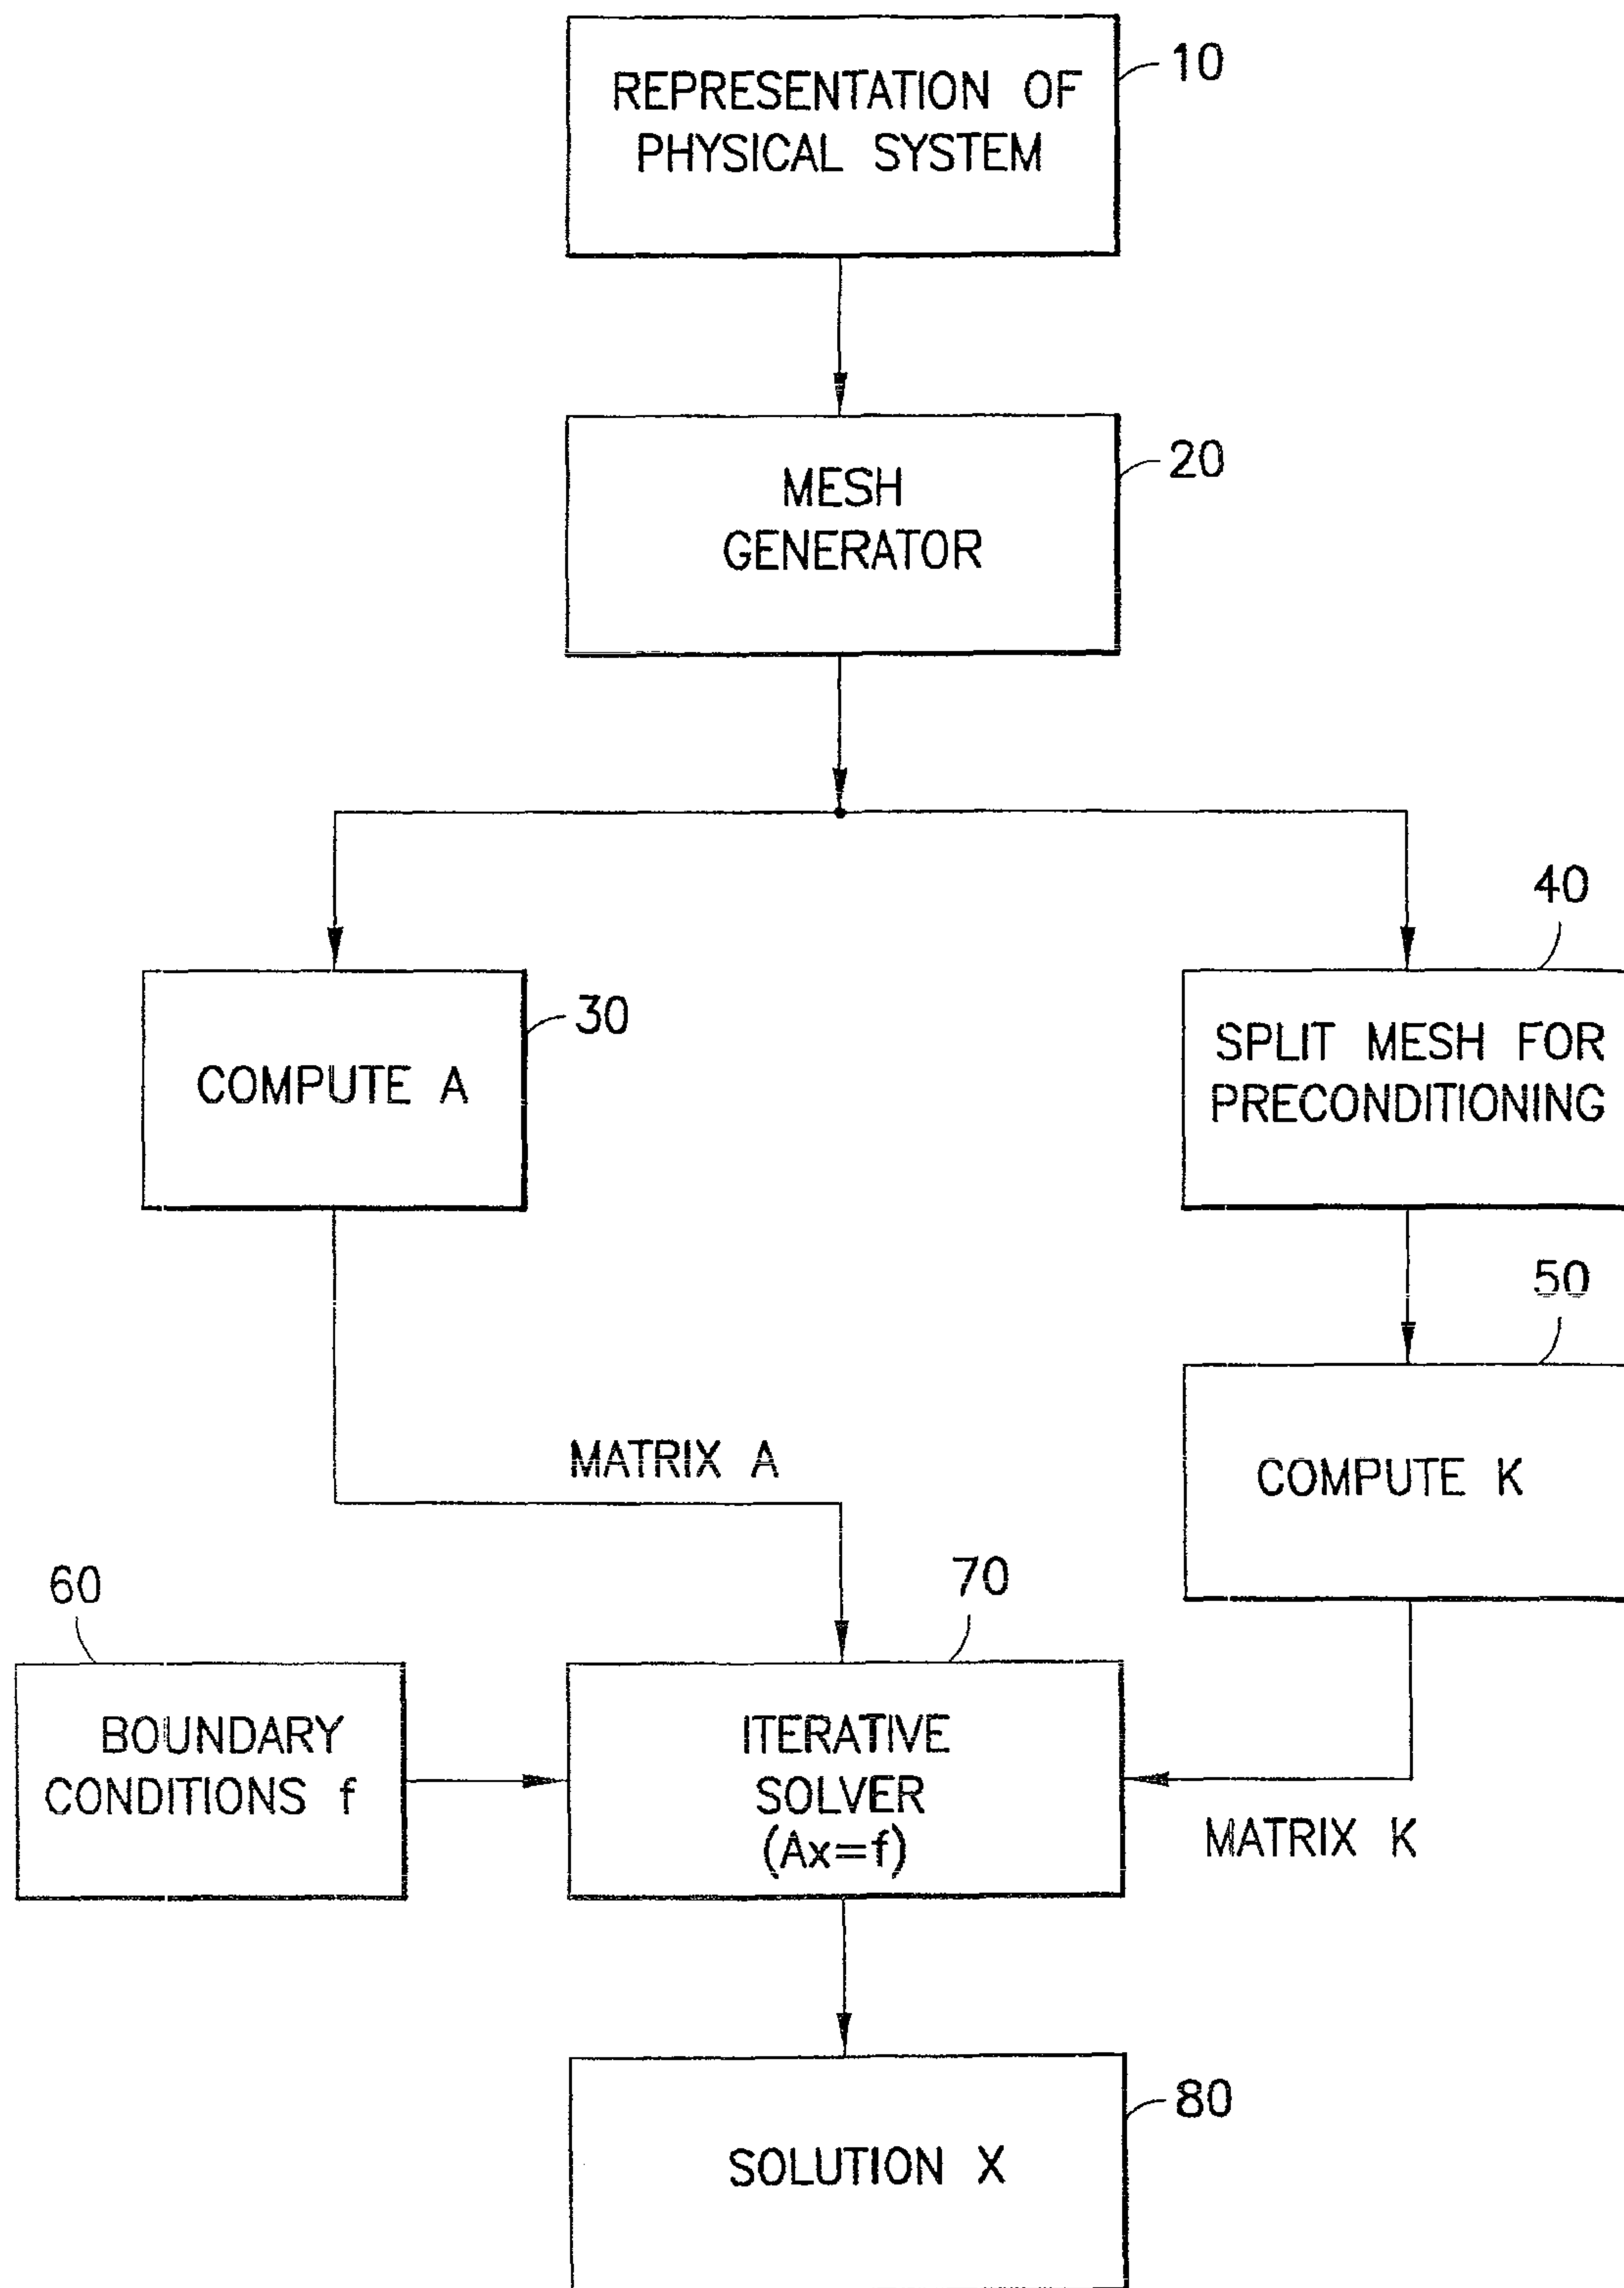 REPRESENTATION OF
PHYSICAL SYSTEM
10
MESH
GENERATOR
20
COMPUTE A
30
40
SPLIT MESH FOR
PRECONDITIONING
50
COMPUTE K
MATRIX A
60
BOUNDARY
CONDITIONS f
70
ITERATIVE
SOLVER
(Ax=f)
MATRIX K
SOLUTION X
80